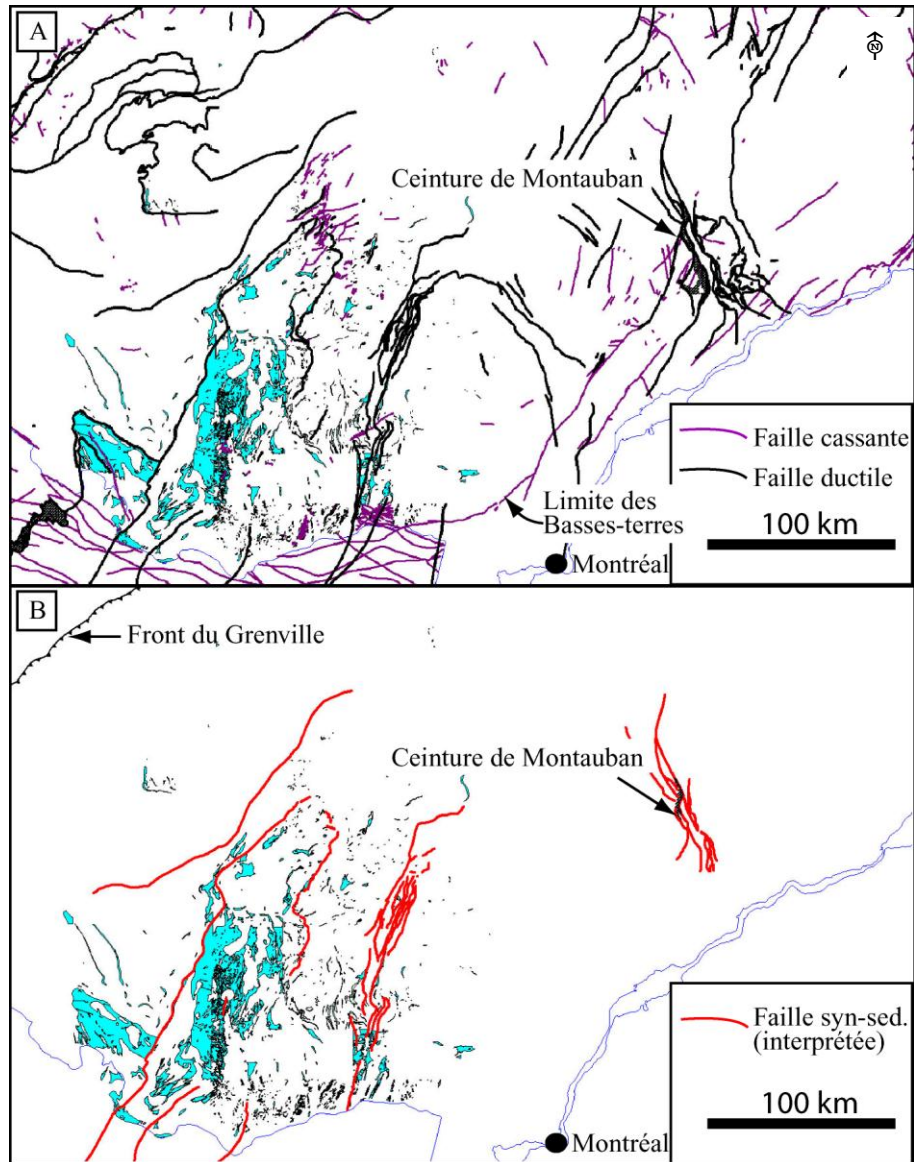 A
N
Ceinture de Montauban
Faille cassante
Faille ductile
100 km
Limite des
Basses-terres
Montréal
B
Front du Grenville
Ceinture de Montauban
Faille syn-sed.
(interprétée)
100 km
Montréal